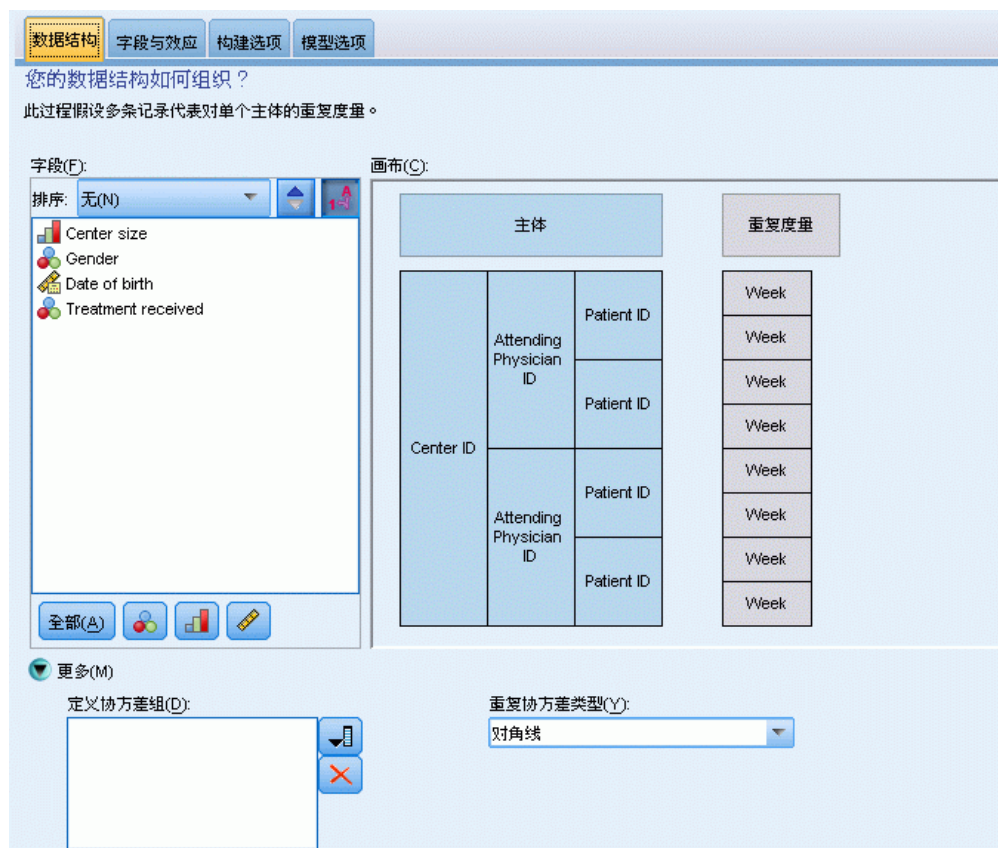 数据结构 字段与效应 构建选项 模型选项
您的数据结构如何组织？
此过程假设多条记录代表对单个主体的重复度量。
字段(F):
排序: 无(N)
Center size
Gender
Date of birth
Treatment received
全部(A)
画布(C):
主体
重复度量
Center ID
Attending
Physician
ID
Patient ID
Patient ID
Attending
Physician
ID
Patient ID
Patient ID
Week
Week
Week
Week
Week
Week
Week
Week
更多(M)
定义协方差组(D):
重复协方差类型(Y):
对角线